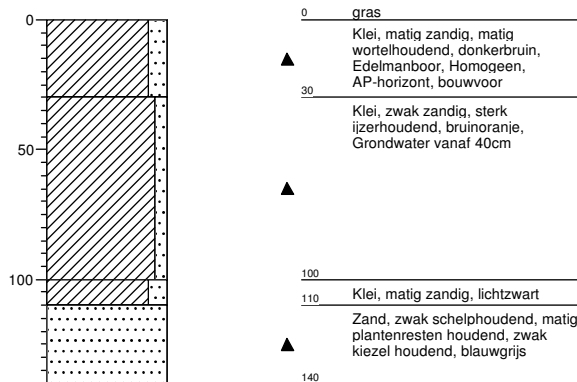 0
50
100
0 gras
Klei, matig zandig, matig
wortelhoudend, donkerbruin,
Edelmanboor, Homogeen,
AP-horizont, bouwvoor
30
Klei, zwak zandig, sterk
ijzerhoudend, bruinoranje,
Grondwater vanaf 40cm
100
Klei, matig zandig, lichtzwart
110
Zand, zwak schelphoudend, matig
plantenresten houdend, zwak
kiezel houdend, blauwgrijs
140